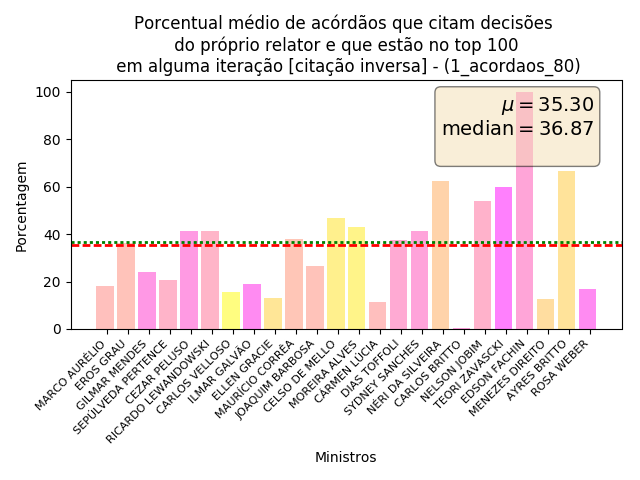 Porcentual médio de acórdãos que citam decisões
do próprio relator e que estão no top 100
em alguma iteração [citação inversa] - (1_acordaos_80)
μ = 35.30
median = 36.87
Porcentagem
100
80
60
40
20
0
MARCO AURÉLIO
EROS GRAU
GILMAR MENDES
SEPÚLVEDA PERTENCE
CEZAR PELUSO
RICARDO LEWANDOWSKI
CARLOS VELLOSO
ILMAR GALVÃO
ELLEN GRACIE
MAURÍCIO CORRÊA
JOAQUIM BARBOSA
CELSO DE MELLO
MOREIRA ALVES
CÁRMEN LÚCIA
DIAS TOFFOLI
SYDNEY SANCHES
NÉRI DA SILVEIRA
CARLOS BRITTO
NELSON JOBIM
TEORI ZAVASCKI
EDSON FACHIN
MENEZES DIREITO
AYRES BRITTO
ROSA WEBER
Ministros